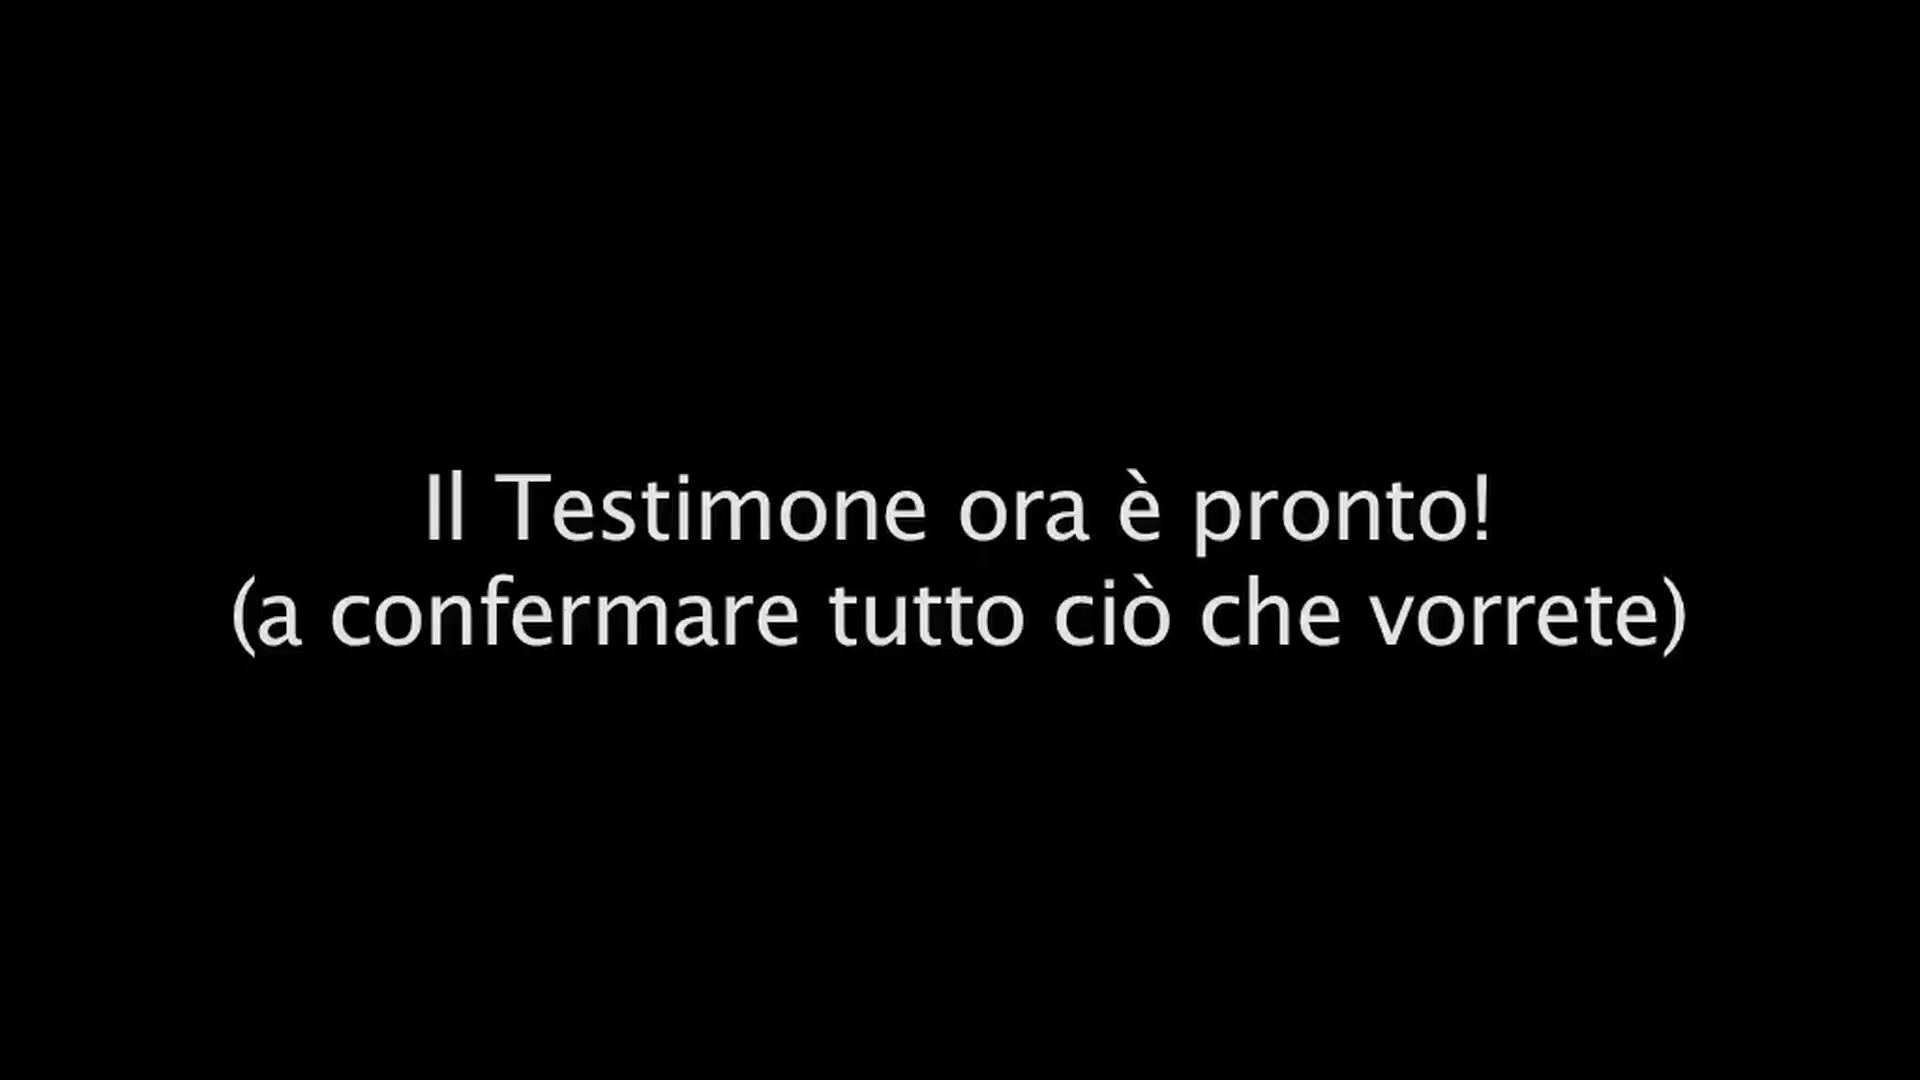 Il Testimone ora è pronto!
(a confermare tutto ciò che vorrete)